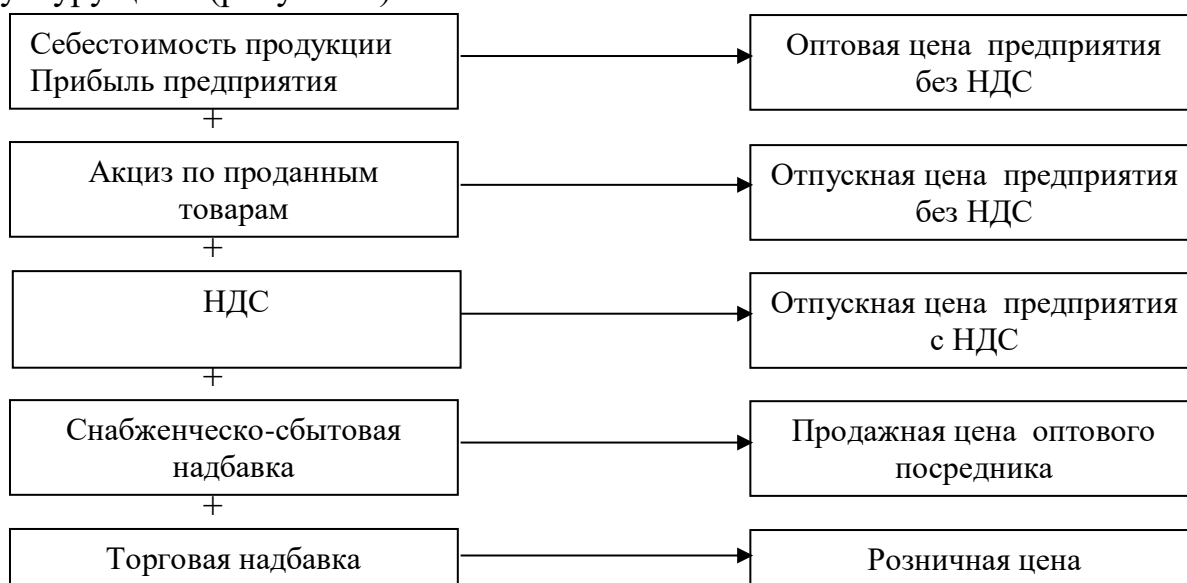 Себестоимость продукции
Прибыль предприятия
Оптовая цена предприятия
без НДС
+
Акциз по проданным
товарам
Отпускная цена предприятия
без НДС
+
НДС
Отпускная цена предприятия
с НДС
+
Снабженческо-сбытовая
надбавка
Продажная цена оптового
посредника
+
Торговая надбавка
Розничная цена